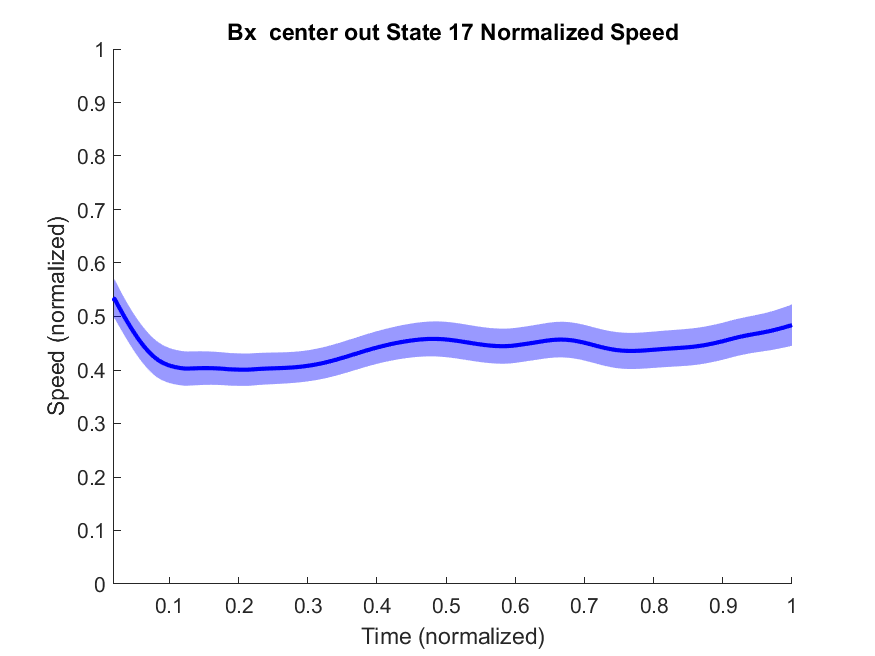 Bx  center out State 17 Normalized Speed
1
0.9
0.8
0.7
0.6
0.5
0.4
0.3
0.2
0.1
0
Speed (normalized)
0.1 0.2 0.3 0.4 0.5 0.6 0.7 0.8 0.9 1
Time (normalized)